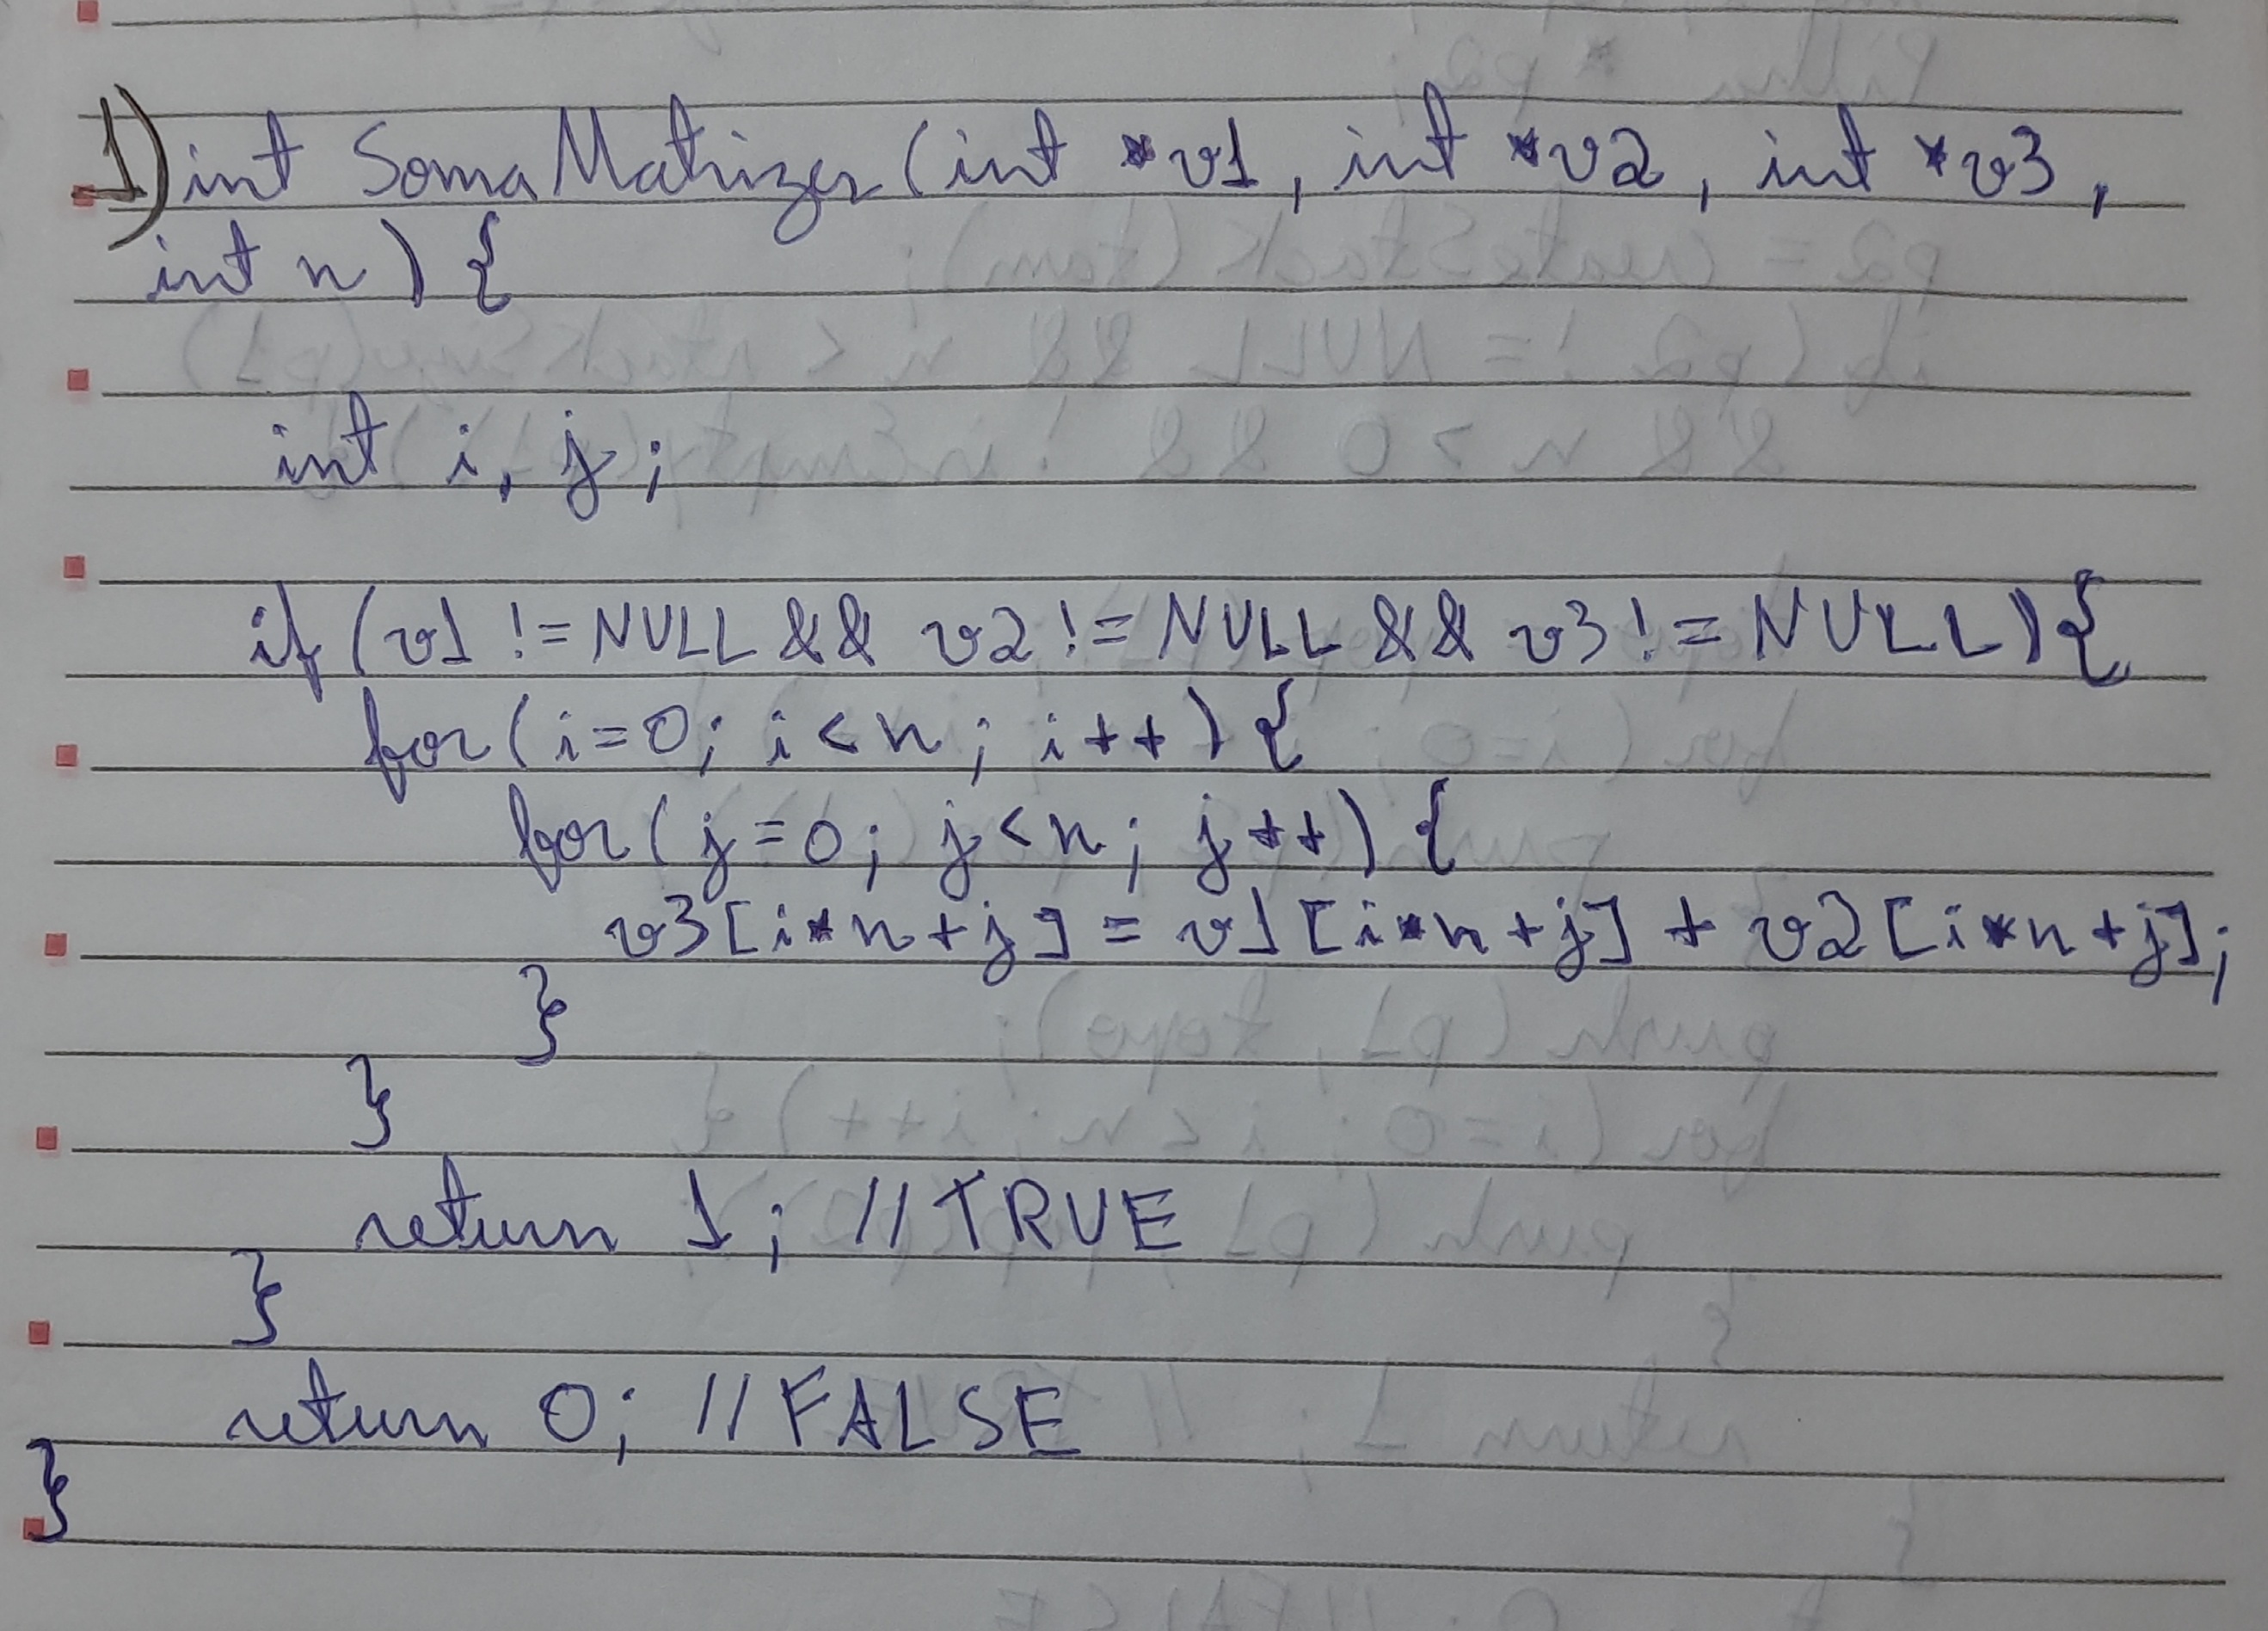 1) int SomaMatrizes (int *v1, int *v2, int *v3,
int n) {
int i, j;
if (v1 != NULL && v2 != NULL && v3 != NULL) {
for (i=0; i<n; i++) {
for (j=0; j<n; j++) {
v3[i*n+j] = v1[i*n+j] + v2[i*n+j];
}
}
return 1; //TRUE
}
return 0; //FALSE
}